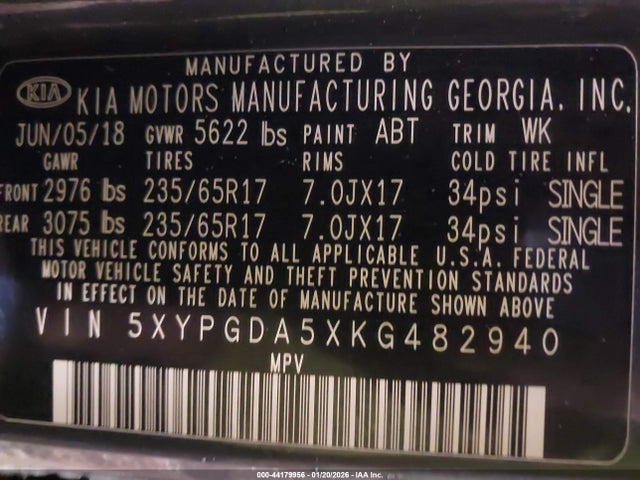 MANUFACTURED BY
KIA KIA MOTORS MANUFACTURING GEORGIA, INC.
JUN/05/18 GVWR 5622 lbs PAINT ABT TRIM WK
GAWR TIRES RIMS COLD TIRE INFL
FRONT 2976 lbs 235/65R17 7.0JX17 34psi SINGLE
REAR 3075 lbs 235/65R17 7.0JX17 34psi SINGLE
THIS VEHICLE CONFORMS TO ALL APPLICABLE U.S.A. FEDERAL
MOTOR VEHICLE SAFETY AND THEFT PREVENTION STANDARDS
IN EFFECT ON THE DATE OF MANUFACTURE SHOWN ABOVE
VIN 5XYPGDA5XKG482940
MPV
000-44179956 - 01/20/2026 - IAA Inc.